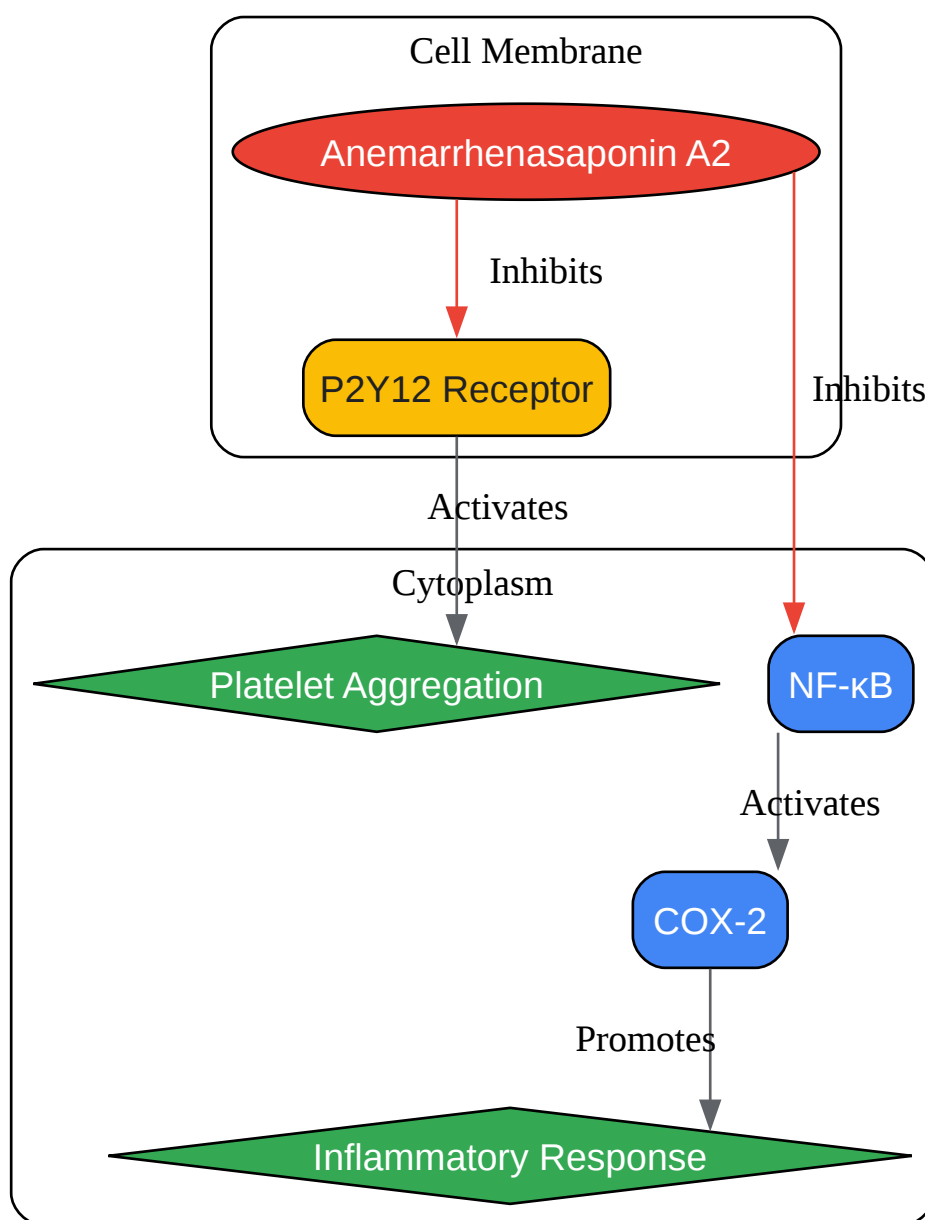 Cell Membrane
Anemarrhenasaponin A2
Inhibits
P2Y12 Receptor
Inhibits
Activates
Cytoplasm
Platelet Aggregation
NF-κB
Activates
COX-2
Promotes
Inflammatory Response